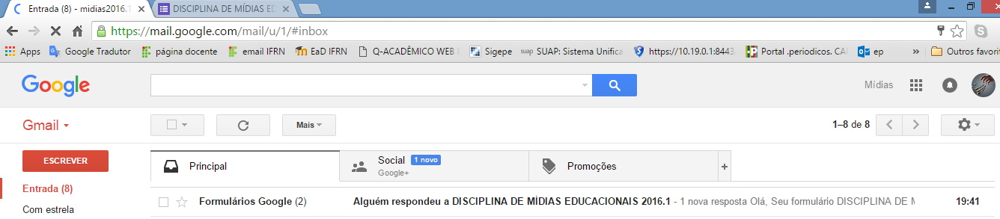 Entrada (8) - midias2016.1
DISCIPLINA DE MÍDIAS EDU
https://mail.google.com/mail/u/1/#inbox
Apps Google Tradutor página docente email IFRN EaD IFRN Q-ACADÊMICO WEB Sigepe suap SUAP: Sistema Unifica https://10.19.0.1:8443 Portal .periodicos. CAP ep » Outros favorit
Google Mídias
Gmail Mais 1–8 de 8
ESCREVER
Principal Social 1 novo Promoções +
Google+
Entrada (8)
Formulários Google (2) Alguém respondeu a DISCIPLINA DE MÍDIAS EDUCACIONAIS 2016.1 - 1 nova resposta Olá, Seu formulário DISCIPLINA DE M 19:41
Com estrela